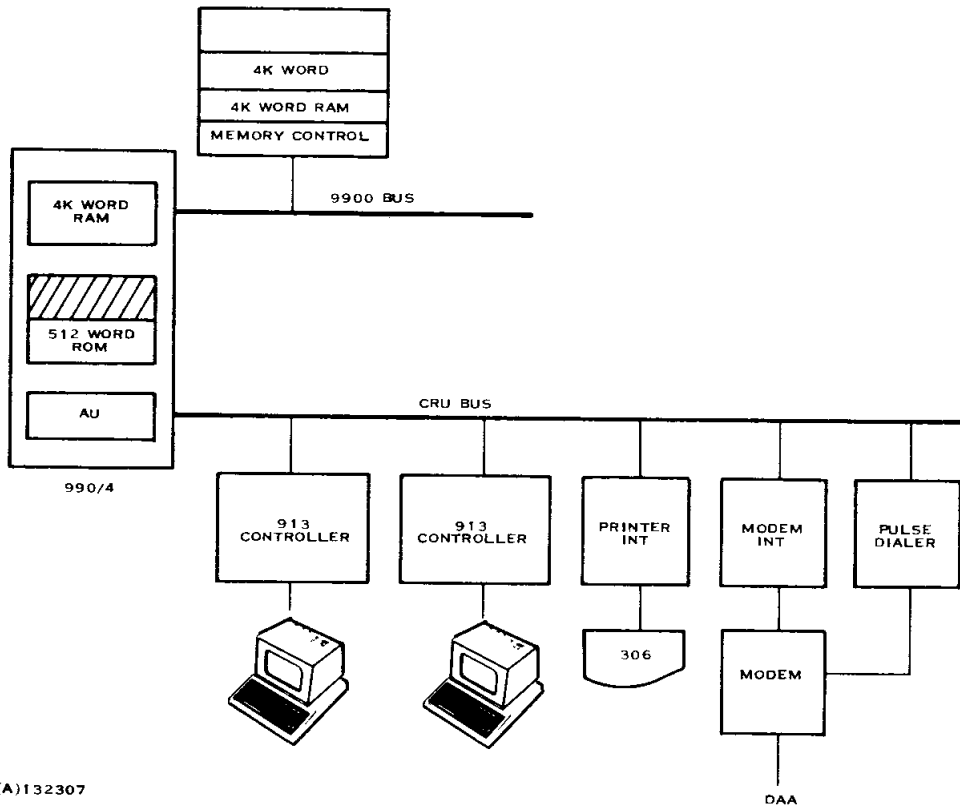 4K WORD
4K WORD RAM
MEMORY CONTROL
9900 BUS
4K WORD
RAM
512 WORD
ROM
AU
990/4
CRU BUS
913
CONTROLLER
913
CONTROLLER
PRINTER
INT
MODEM
INT
PULSE
DIALER
306
MODEM
DAA
(A)132307